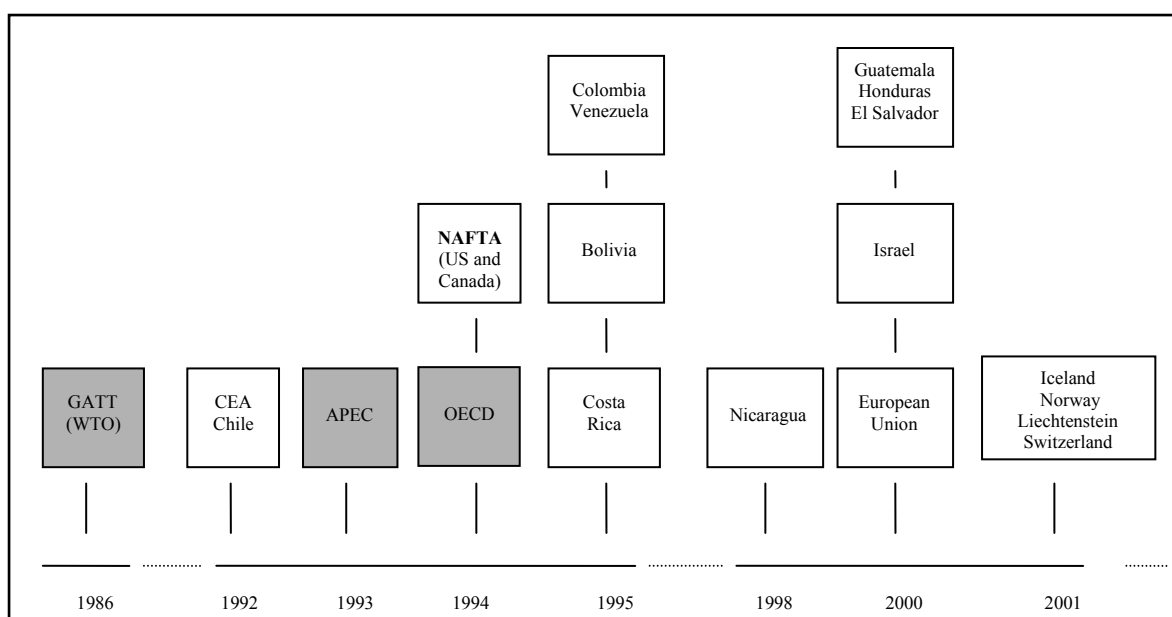 Colombia
Venezuela
Guatemala
Honduras
El Salvador
NAFTA
(US and
Canada)
Bolivia
Israel
GATT
(WTO)
CEA
Chile
APEC
OECD
Costa
Rica
Nicaragua
European
Union
Iceland
Norway
Liechtenstein
Switzerland
1986
1992
1993
1994
1995
1998
2000
2001